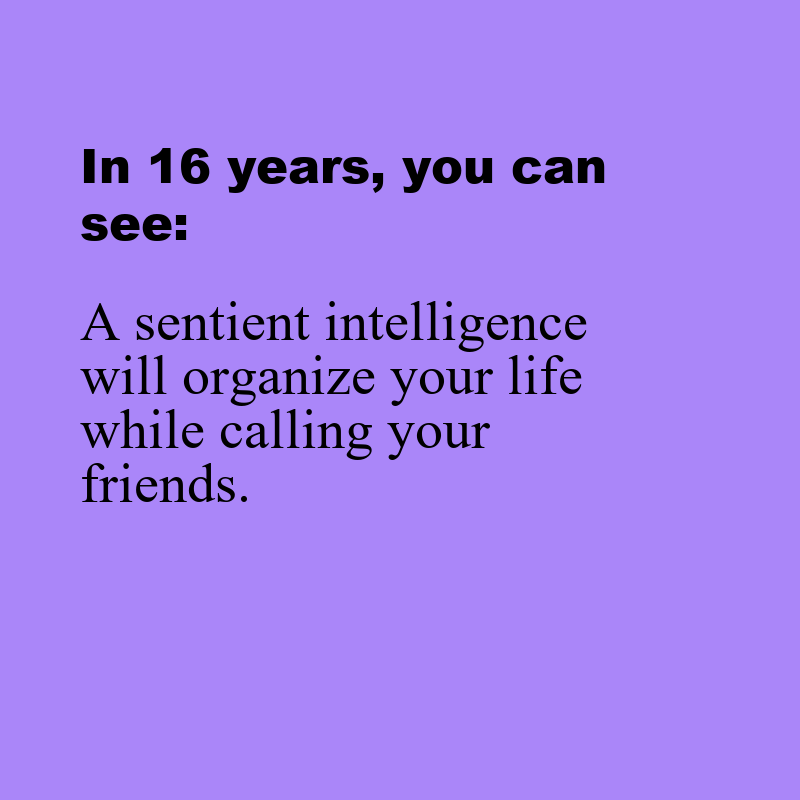 In 16 years, you can
see:
A sentient intelligence
will organize your life
while calling your
friends.